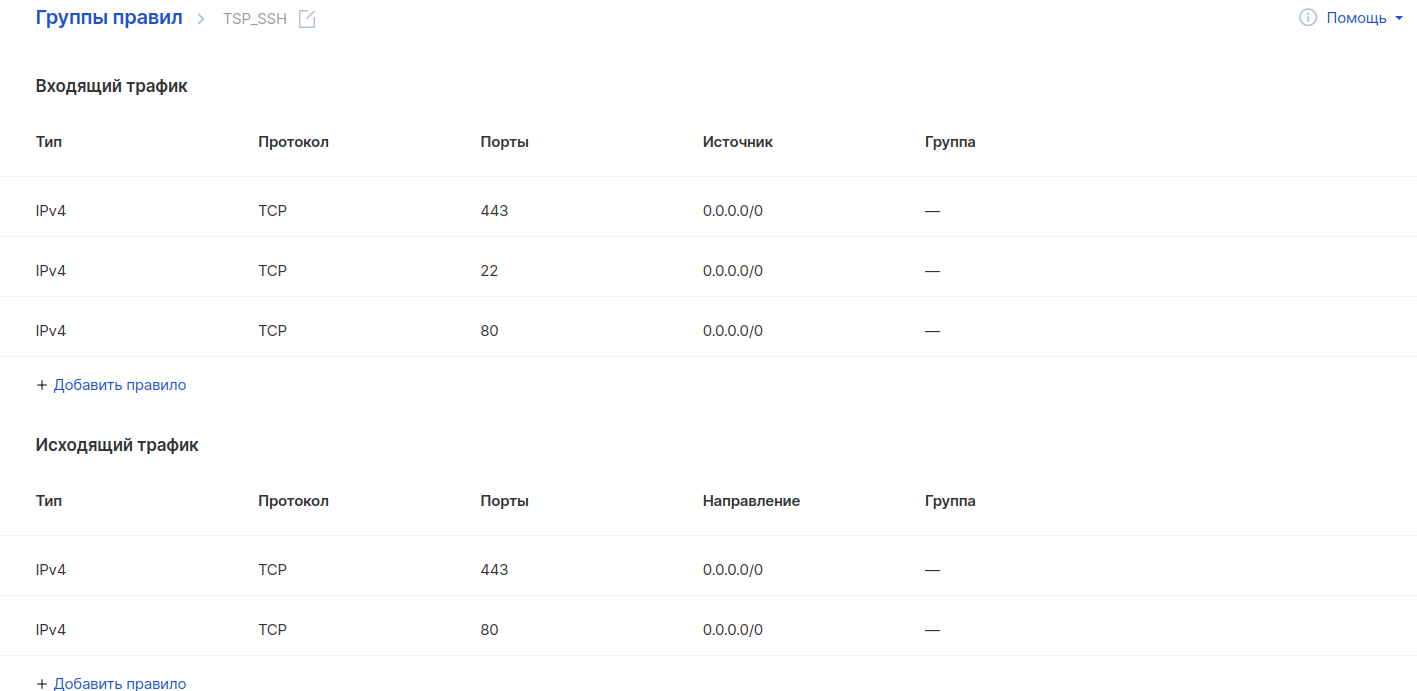 Группы правил > TSP_SSH Помощь
Входящий трафик
Тип Протокол Порты Источник Группа
IPv4 TCP 443 0.0.0.0/0 —
IPv4 TCP 22 0.0.0.0/0 —
IPv4 TCP 80 0.0.0.0/0 —
+ Добавить правило
Исходящий трафик
Тип Протокол Порты Направление Группа
IPv4 TCP 443 0.0.0.0/0 —
IPv4 TCP 80 0.0.0.0/0 —
+ Добавить правило